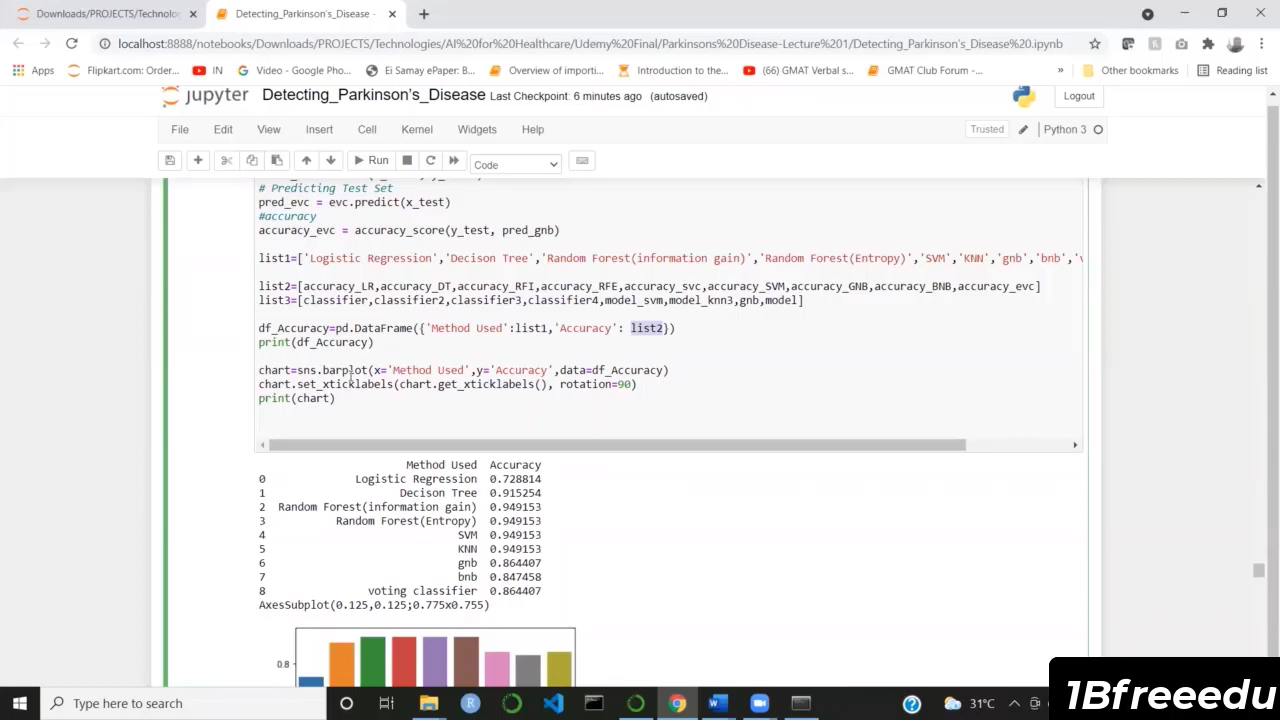 Downloads/PROJECTS/Technolog
Detecting_Parkinson's_Disease -
localhost:8888/notebooks/Downloads/PROJECTS/Technologies/AI%20for%20Healthcare/Udemy%20Final/Parkinsons%20Disease-Lecture%201/Detecting_Parkinson's_Disease%20.ipynb
Apps Flipkart.com: Order... IN Video - Google Pho... Ei Samay ePaper: B... Overview of importi... Introduction to the... (66) GMAT Verbal s... GMAT Club Forum -... » Other bookmarks Reading list
jupyter Detecting_Parkinson's_Disease Last Checkpoint: 6 minutes ago (autosaved) Logout
File Edit View Insert Cell Kernel Widgets Help Trusted Python 3
Run Code
# Predicting Test Set
pred_evc = evc.predict(x_test)
#accuracy
accuracy_evc = accuracy_score(y_test, pred_gnb)
list1=['Logistic Regression','Decison Tree','Random Forest(information gain)','Random Forest(Entropy)','SVM','KNN','gnb','bnb','v
list2=[accuracy_LR,accuracy_DT,accuracy_RFI,accuracy_RFE,accuracy_svc,accuracy_SVM,accuracy_GNB,accuracy_BNB,accuracy_evc]
list3=[classifier,classifier2,classifier3,classifier4,model_svm,model_knn3,gnb,model]
df_Accuracy=pd.DataFrame({'Method Used':list1,'Accuracy': list2})
print(df_Accuracy)
chart=sns.barplot(x='Method Used',y='Accuracy',data=df_Accuracy)
chart.set_xticklabels(chart.get_xticklabels(), rotation=90)
print(chart)
Method Used Accuracy
0 Logistic Regression 0.728814
1 Decison Tree 0.915254
2 Random Forest(information gain) 0.949153
3 Random Forest(Entropy) 0.949153
4 SVM 0.949153
5 KNN 0.949153
6 gnb 0.864407
7 bnb 0.847458
8 voting classifier 0.864407
AxesSubplot(0.125,0.125;0.775x0.755)
0.8
Type here to search
31°C
1Bfreeedu